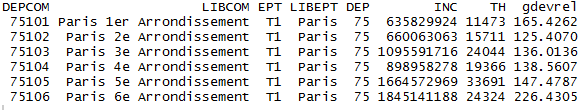 DEPCOM LIBCOM EPT LIBEPT DEP INC TH gdevrel
75101 Paris 1er Arrondissement T1 Paris 75 635829924 11473 165.4262
75102 Paris 2e Arrondissement T1 Paris 75 660063063 15711 125.4070
75103 Paris 3e Arrondissement T1 Paris 75 1095591716 24044 136.0136
75104 Paris 4e Arrondissement T1 Paris 75 898958278 19366 138.5607
75105 Paris 5e Arrondissement T1 Paris 75 1664572969 33691 147.4787
75106 Paris 6e Arrondissement T1 Paris 75 1845141188 24324 226.4305